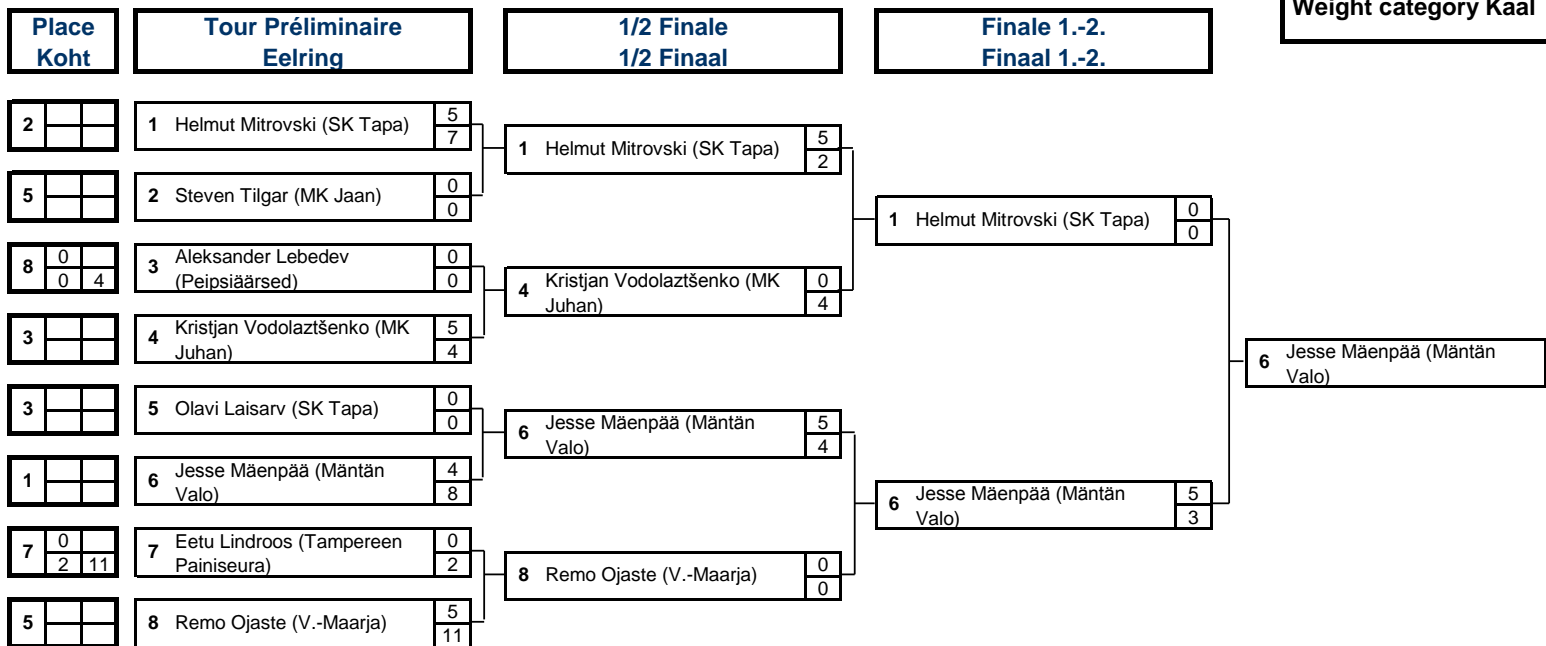 Weight category Kaal
Place
Koht
Tour Préliminaire
Eelring
1/2 Finale
1/2 Finaal
Finale 1.-2.
Finaal 1.-2.
2
1 Helmut Mitrovski (SK Tapa) 5
7
5
2 Steven Tilgar (MK Jaan) 0
0
8 0
0 4
3 Aleksander Lebedev
(Peipsiäärsed)
0
0
3
4 Kristjan Vodolaztšenko (MK
Juhan)
5
4
3
5 Olavi Laisarv (SK Tapa) 0
0
1
6 Jesse Mäenpää (Mäntän
Valo)
4
8
7 0
2 11
7 Eetu Lindroos (Tampereen
Painiseura)
0
2
5
8 Remo Ojaste (V.-Maarja) 5
11
1 Helmut Mitrovski (SK Tapa) 5
2
4 Kristjan Vodolaztšenko (MK
Juhan)
0
4
6 Jesse Mäenpää (Mäntän
Valo)
5
4
8 Remo Ojaste (V.-Maarja) 0
0
1 Helmut Mitrovski (SK Tapa) 0
0
6 Jesse Mäenpää (Mäntän
Valo)
5
3
6 Jesse Mäenpää (Mäntän
Valo)